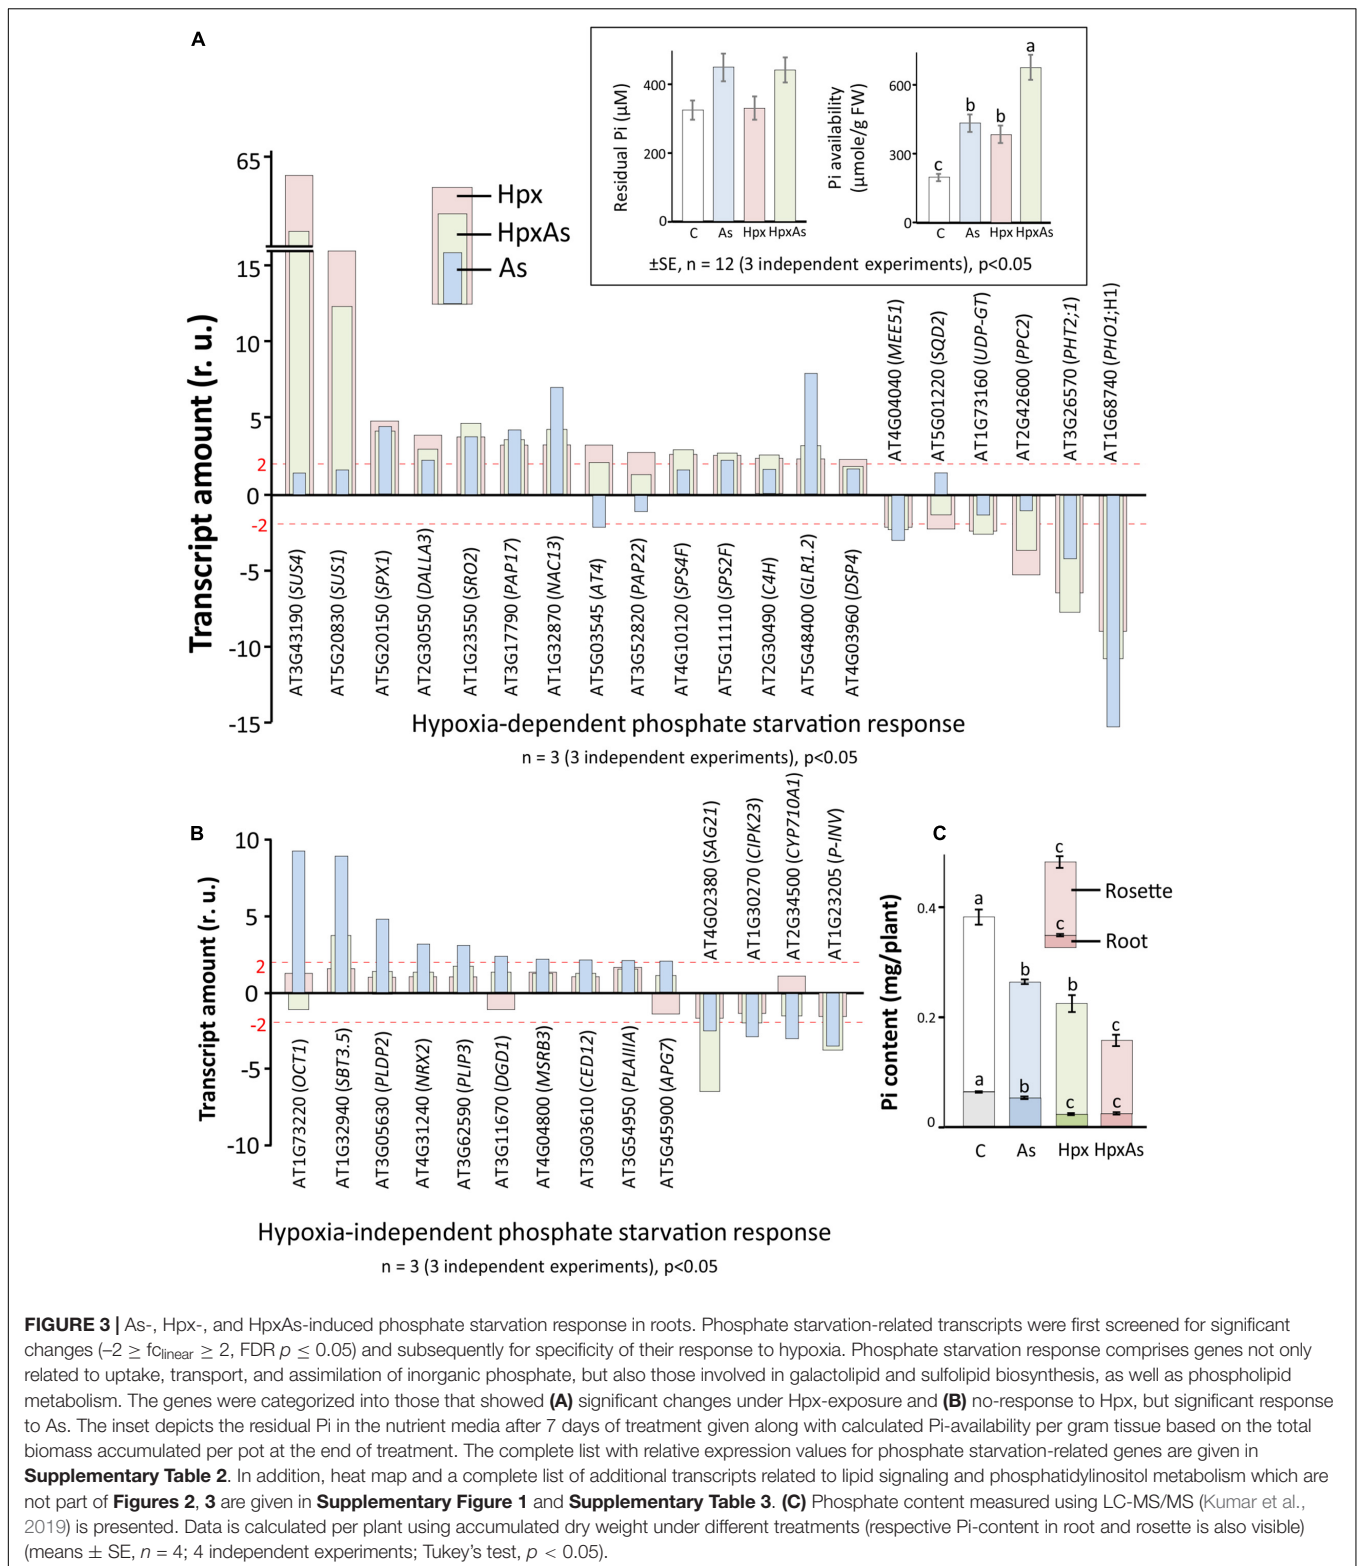 A
65
15
10
5
2
0
-2
-5
-10
-15
Transcript amount (r. u.)
Hpx
HpxAs
As
Residual Pi (µM)
400
200
0
C As Hpx HpxAs
Pi availability
(µmole/g FW)
600
300
0
c
b
b
a
C As Hpx HpxAs
±SE, n = 12 (3 independent experiments), p<0.05
AT3G43190 (SUS4)
AT5G20830 (SUS1)
AT5G20150 (SPX1)
AT2G30550 (DALLA3)
AT1G23550 (SRO2)
AT3G17790 (PAP17)
AT1G32870 (NAC13)
AT5G03545 (AT4)
AT3G52820 (PAP22)
AT4G10120 (SPS4F)
AT5G11110 (SPS2F)
AT2G30490 (C4H)
AT5G48400 (GLR1.2)
AT4G03960 (DSP4)
AT4G04040 (MEE51)
AT5G01220 (SQD2)
AT1G73160 (UDP-GT)
AT2G42600 (PPC2)
AT3G26570 (PHT2;1)
AT1G68740 (PHO1;H1)
Hypoxia-dependent phosphate starvation response
n = 3 (3 independent experiments), p<0.05
B
10
5
2
0
-2
-5
-10
Transcript amount (r. u.)
AT1G73220 (OCT1)
AT1G32940 (SBT3.5)
AT3G05630 (PLDP2)
AT4G31240 (NRX2)
AT3G62590 (PLIP3)
AT3G11670 (DGD1)
AT4G04800 (MSRB3)
AT3G03610 (CED12)
AT3G54950 (PLAIIIA)
AT5G45900 (APG7)
AT4G02380 (SAG21)
AT1G30270 (CIPK23)
AT2G34500 (CYP710A1)
AT1G23205 (P-INV)
Hypoxia-independent phosphate starvation response
n = 3 (3 independent experiments), p<0.05
C
Pi content (mg/plant)
0.4
0.2
0
a
a
b
b
b
c
c
c
c
c
Rosette
Root
C As Hpx HpxAs
FIGURE 3 | As-, Hpx-, and HpxAs-induced phosphate starvation response in roots. Phosphate starvation-related transcripts were first screened for significant
changes (–2 ≥ fclinear ≥ 2, FDR p ≤ 0.05) and subsequently for specificity of their response to hypoxia. Phosphate starvation response comprises genes not only
related to uptake, transport, and assimilation of inorganic phosphate, but also those involved in galactolipid and sulfolipid biosynthesis, as well as phospholipid
metabolism. The genes were categorized into those that showed (A) significant changes under Hpx-exposure and (B) no-response to Hpx, but significant response
to As. The inset depicts the residual Pi in the nutrient media after 7 days of treatment given along with calculated Pi-availability per gram tissue based on the total
biomass accumulated per pot at the end of treatment. The complete list with relative expression values for phosphate starvation-related genes are given in
Supplementary Table 2. In addition, heat map and a complete list of additional transcripts related to lipid signaling and phosphatidylinositol metabolism which are
not part of Figures 2, 3 are given in Supplementary Figure 1 and Supplementary Table 3. (C) Phosphate content measured using LC-MS/MS (Kumar et al.,
2019) is presented. Data is calculated per plant using accumulated dry weight under different treatments (respective Pi-content in root and rosette is also visible)
(means ± SE, n = 4; 4 independent experiments; Tukey's test, p < 0.05).